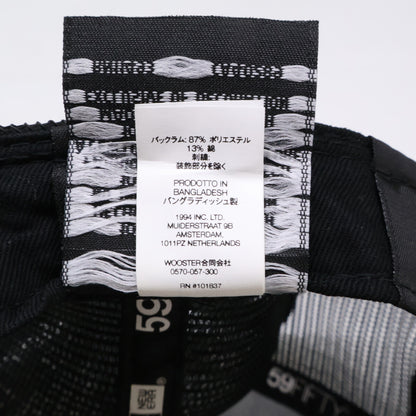 バックラム: 87% ポリエステル
13% 綿
刺繍:
装飾部分を除く
PRODOTTO IN
BANGLADESH
バングラディッシュ製
1994 INC. LTD.
MUIDERSTRAAT 9B
AMSTERDAM,
1011PZ NETHERLANDS
WOOSTER合同会社
0570-057-300
RN #101837
59
NEW ERA
59FIFTY